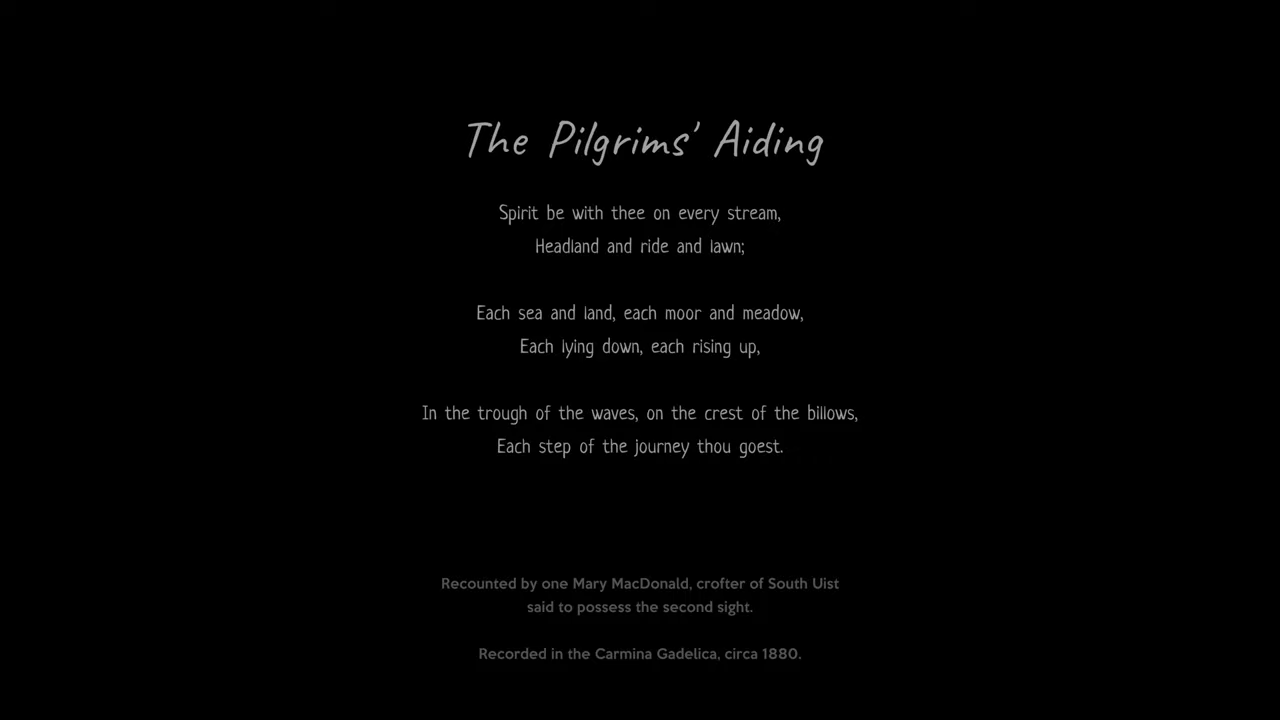 The Pilgrims' Aiding
Spirit be with thee on every stream,
Headland and ride and lawn;
Each sea and land, each moor and meadow,
Each lying down, each rising up,
In the trough of the waves, on the crest of the billows,
Each step of the journey thou goest.
Recounted by one Mary MacDonald, crofter of South Uist
said to possess the second sight.
Recorded in the Carmina Gadelica, circa 1880.